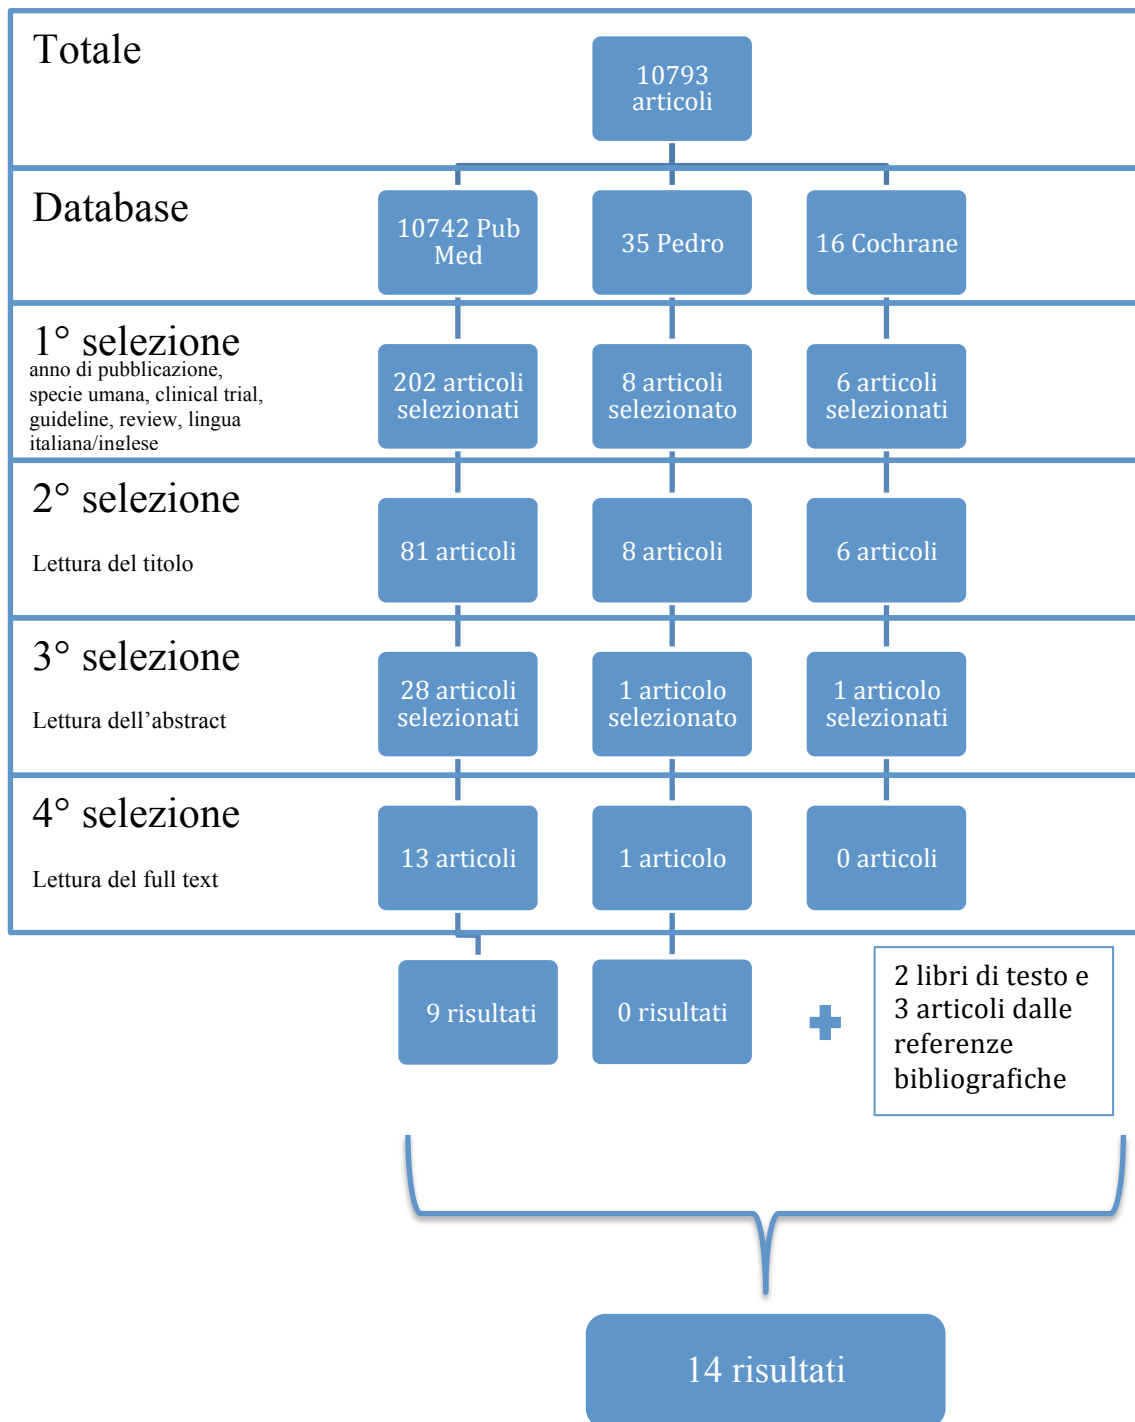 Totale
10793
articoli
Database
10742 Pub
Med
35 Pedro
16 Cochrane
1° selezione
anno di pubblicazione,
specie umana, clinical trial,
guideline, review, lingua
italiana/inglese
202 articoli
selezionati
8 articoli
selezionato
6 articoli
selezionati
2° selezione
Lettura del titolo
81 articoli
8 articoli
6 articoli
3° selezione
Lettura dell’abstract
28 articoli
selezionati
1 articolo
selezionato
1 articolo
selezionati
4° selezione
Lettura del full text
13 articoli
1 articolo
0 articoli
9 risultati
0 risultati
2 libri di testo e
3 articoli dalle
referenze
bibliografiche
14 risultati